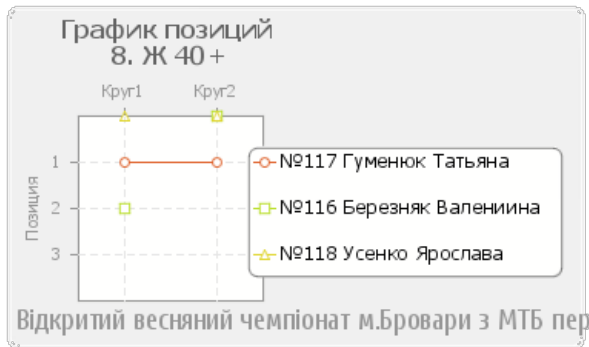 График позиций
8. Ж 40+
Круг1 Круг2
Позиция
1
2
3
№117 Гуменюк Татьяна
№116 Березняк Валениина
№118 Усенко Ярослава
Відкритий весняний чемпіонат м.Бровари з МТБ пер